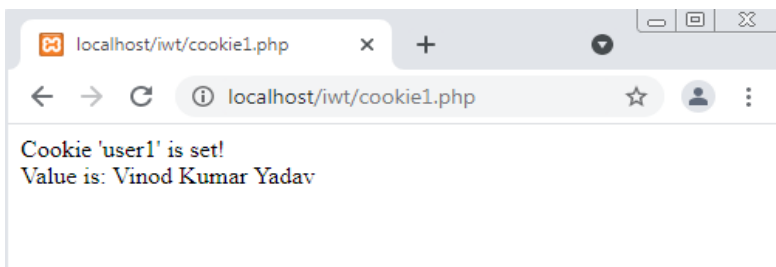 localhost/iwt/cookie1.php
localhost/iwt/cookie1.php
Cookie 'user1' is set!
Value is: Vinod Kumar Yadav